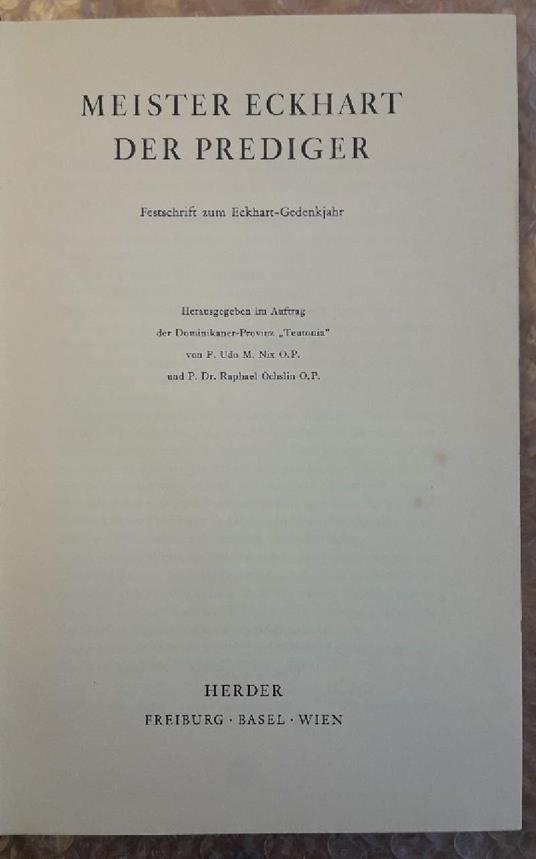 MEISTER ECKHART
DER PREDIGER
Festschrift zum Eckhart-Gedenkjahr
Herausgegeben im Auftrag
der Dominikaner-Provinz „Teutonia“
von F. Udo M. Nix O.P.
und P. Dr. Raphael Öchslin O.P.
HERDER
FREIBURG · BASEL · WIEN